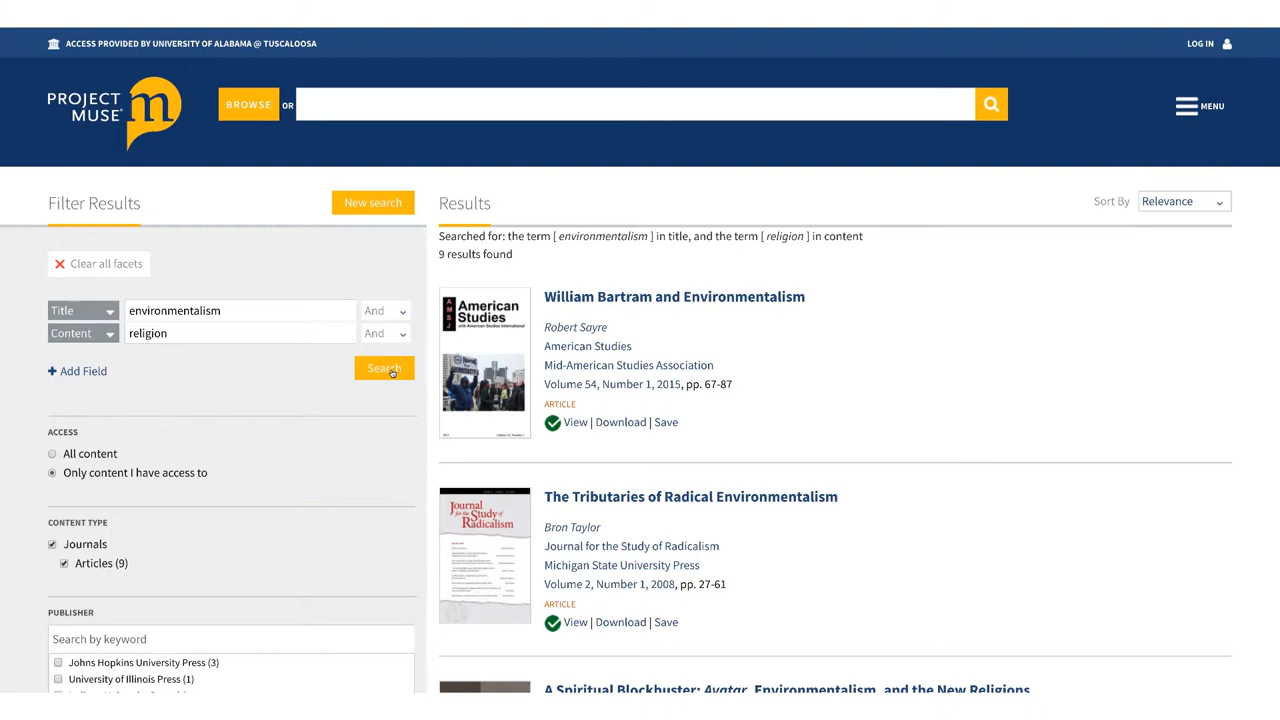 ACCESS PROVIDED BY UNIVERSITY OF ALABAMA @ TUSCALOOSA
LOG IN
PROJECT
MUSE
m
BROWSE OR
MENU
Filter Results
New search
Results
Sort By Relevance
Searched for: the term [ environmentalism ] in title, and the term [ religion ] in content
9 results found
Clear all facets
Title environmentalism And
Content religion And
Add Field
Search
ACCESS
All content
Only content I have access to
CONTENT TYPE
Journals
Articles (9)
PUBLISHER
Search by keyword
Johns Hopkins University Press (3)
University of Illinois Press (1)
AMSJ
American
Studies
with American Studies International
William Bartram and Environmentalism
Robert Sayre
American Studies
Mid-American Studies Association
Volume 54, Number 1, 2015, pp. 67-87
ARTICLE
View | Download | Save
Journal
for the Study of
Radicalism
The Tributaries of Radical Environmentalism
Bron Taylor
Journal for the Study of Radicalism
Michigan State University Press
Volume 2, Number 1, 2008, pp. 27-61
ARTICLE
View | Download | Save
A Spiritual Blockbuster: Avatar, Environmentalism, and the New Religions